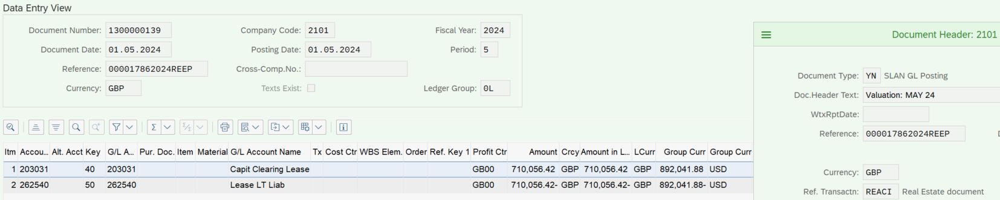 Data Entry View
Document Number: 1300000139 Company Code: 2101 Fiscal Year: 2024
Document Date: 01.05.2024 Posting Date: 01.05.2024 Period: 5
Reference: 000017862024REEP Cross-Comp.No.:
Currency: GBP Texts Exist: Ledger Group: 0L
Itm Accou... Alt. Acct Key G/L A... Pur. Doc. Item Material G/L Account Name Tx Cost Ctr WBS Elem. Order Ref. Key 1 Profit Ctr Amount Crcy Amount in L... LCurr Group Curr Group Curr
1 203031 40 203031 Capit Clearing Lease GB00 710,056.42 GBP 710,056.42 GBP 892,041.88 USD
2 262540 50 262540 Lease LT Liab GB00 710,056.42- GBP 710,056.42- GBP 892,041.88- USD
Document Header: 2101
Document Type: YN SLAN GL Posting
Doc.Header Text: Valuation: MAY 24
WtxRptDate:
Reference: 000017862024REEP
Currency: GBP
Ref. Transactn: REACI Real Estate document